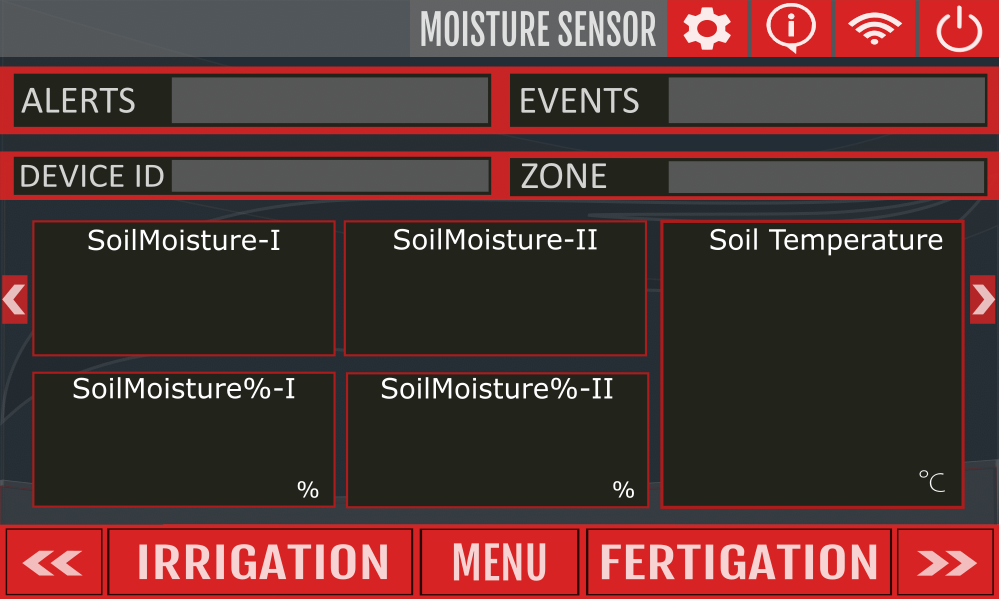 MOISTURE SENSOR
ALERTS
EVENTS
DEVICE ID
ZONE
SoilMoisture-I
SoilMoisture-II
Soil Temperature
SoilMoisture%-I
SoilMoisture%-II
%
%
°C
IRRIGATION
MENU
FERTIGATION